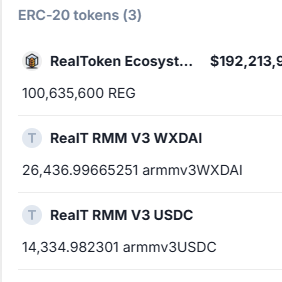 ERC-20 tokens (3)
RealToken Ecosyst... $192,213,9
100,635,600 REG
T RealT RMM V3 WXDAI
26,436.99665251 armmv3WXDAI
T RealT RMM V3 USDC
14,334.982301 armmv3USDC